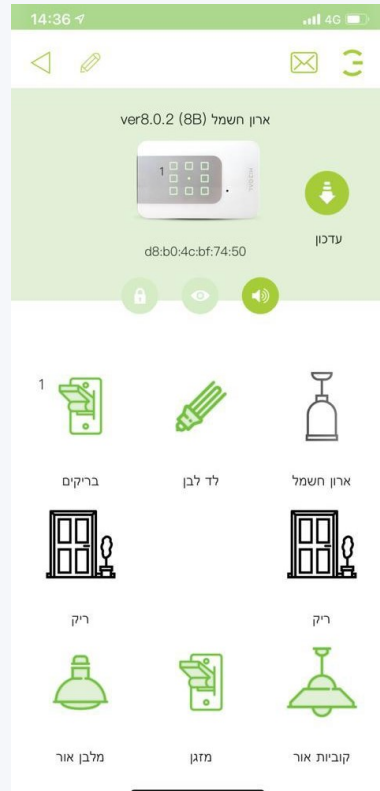 14:36
4G
ארון חשמל ver8.0.2 (8B)
1
d8:b0:4c:bf:74:50
עדכון
1
ארון חשמל
לד לבן
בריקים
ריק
ריק
קוביות אור
מזגן
מלבן אור